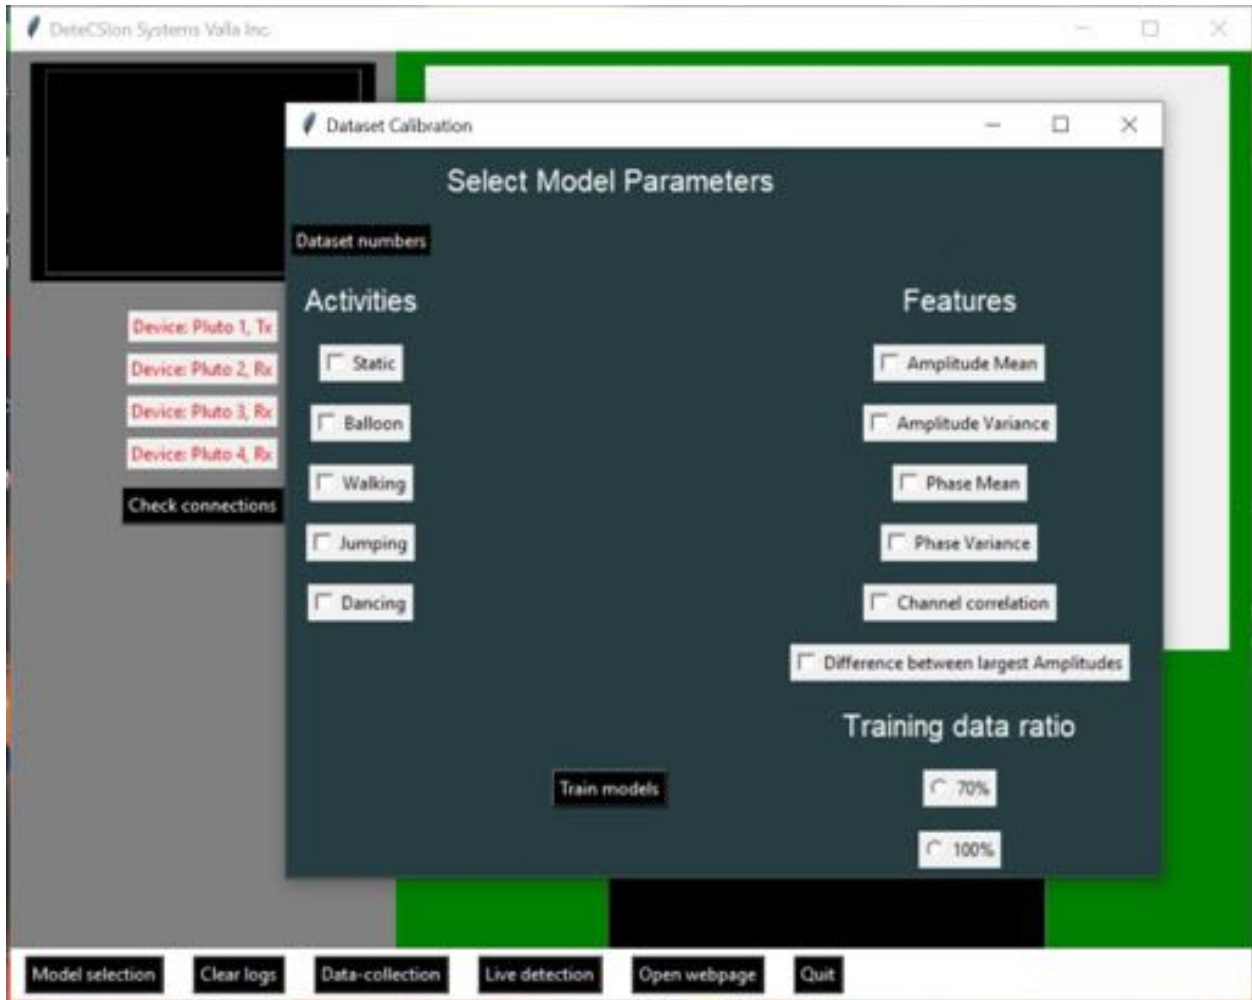 DeteCSIon Systems Valla Inc.
Dataset Calibration
Select Model Parameters
Dataset numbers
Activities
Features
Device: Pluto 1, Tx
Device: Pluto 2, Rx
Device: Pluto 3, Rx
Device: Pluto 4, Rx
Check connections
Static
Balloon
Walking
Jumping
Dancing
Amplitude Mean
Amplitude Variance
Phase Mean
Phase Variance
Channel correlation
Difference between largest Amplitudes
Training data ratio
Train models
70%
100%
Model selection
Clear logs
Data-collection
Live detection
Open webpage
Quit